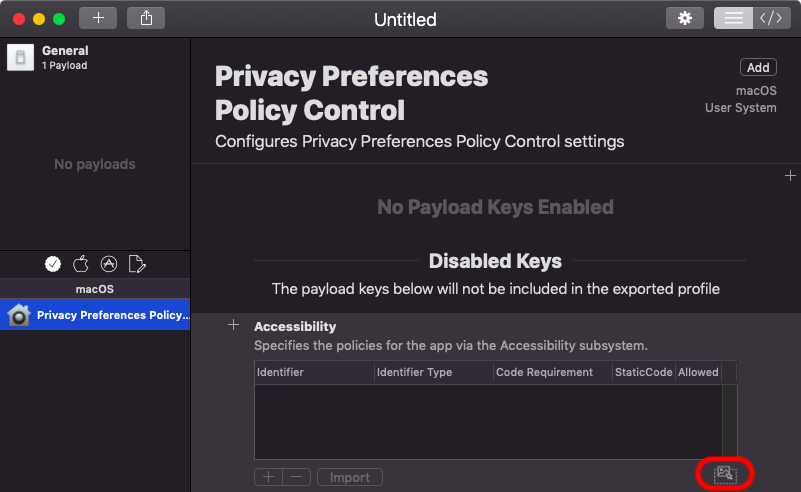 Untitled
General
1 Payload
No payloads
macOS
Privacy Preferences Policy...
Privacy Preferences
Policy Control
Configures Privacy Preferences Policy Control settings
Add
macOS
User System
No Payload Keys Enabled
Disabled Keys
The payload keys below will not be included in the exported profile
Accessibility
Specifies the policies for the app via the Accessibility subsystem.
Identifier Identifier Type Code Requirement StaticCode Allowed
Import